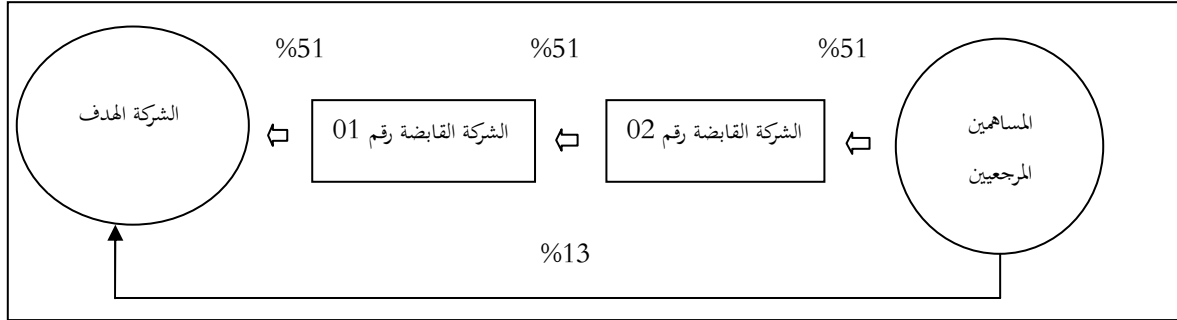 %51
%51
%51
المساهمين
المرجعيين
الشركة القابضة رقم 02
الشركة القابضة رقم 01
الشركة الهدف
%13